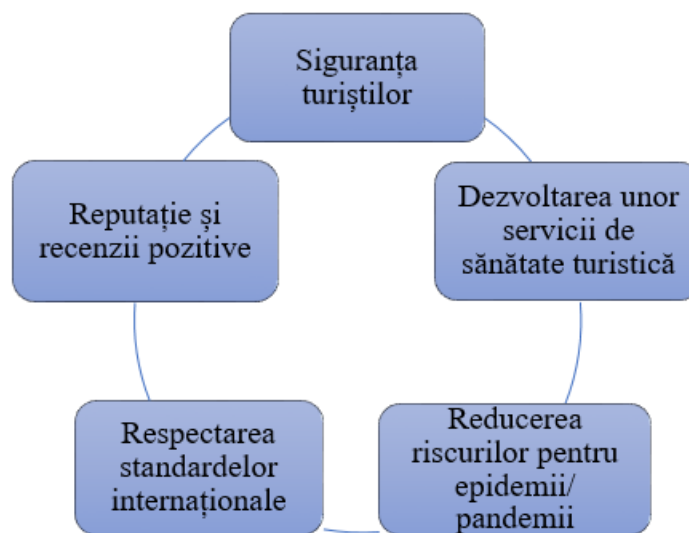 Siguranța
turiștilor
Dezvoltarea unor
servicii de
sănătate turistică
Reducerea
riscurilor pentru
epidemii/
pandemii
Respectarea
standardelor
internaționale
Reputație și
recenzii pozitive